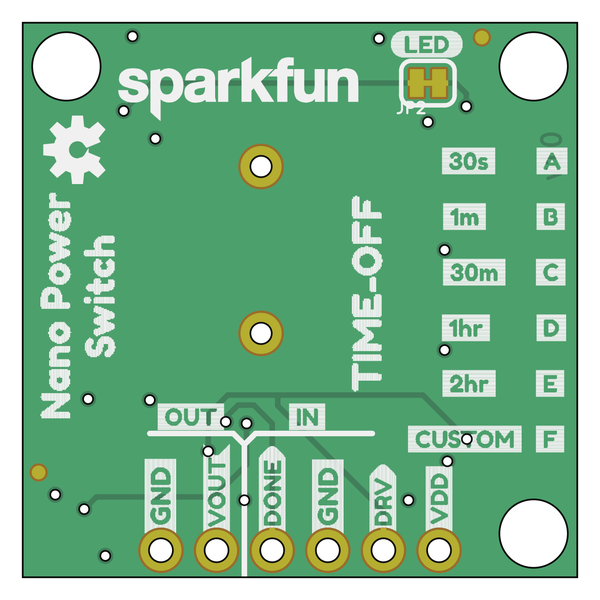 LED
sparkfun
JP2
30s A
1m B
30m C
1hr D
2hr E
CUSTOM F
TIME-OFF
Nano Power
Switch
OUT IN
GND VOUT DONE GND DRV VDD